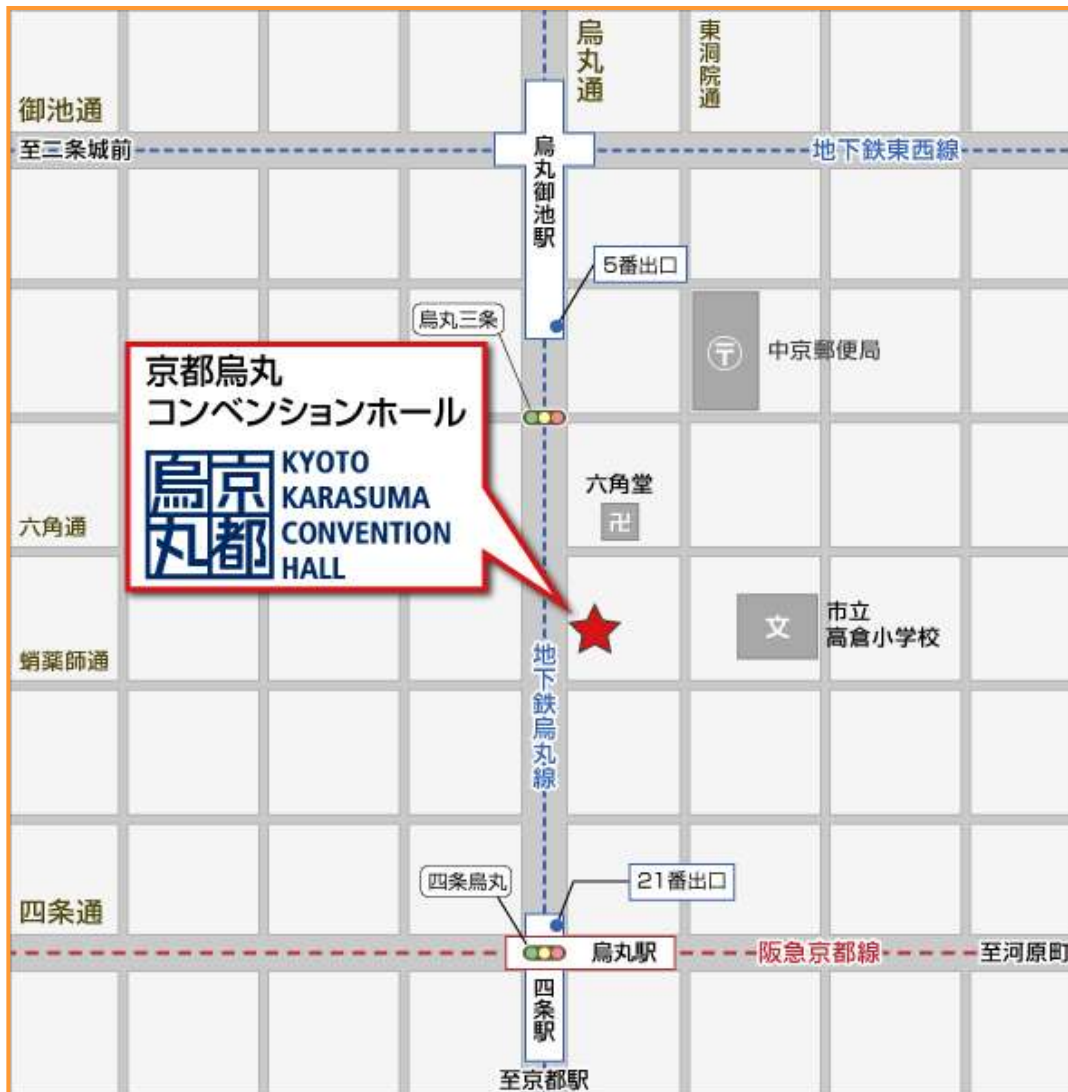 烏丸通
東洞院通
御池通
至二条城前
地下鉄東西線
烏丸御池駅
5番出口
烏丸三条
〒
中京郵便局
京都烏丸
コンベンションホール
烏丸
京都
KYOTO
KARASUMA
CONVENTION
HALL
六角堂
卍
六角通
文
市立
高倉小学校
蛸薬師通
地下鉄烏丸線
四条烏丸
21番出口
四条通
烏丸駅
阪急京都線
至河原町
四条駅
至京都駅